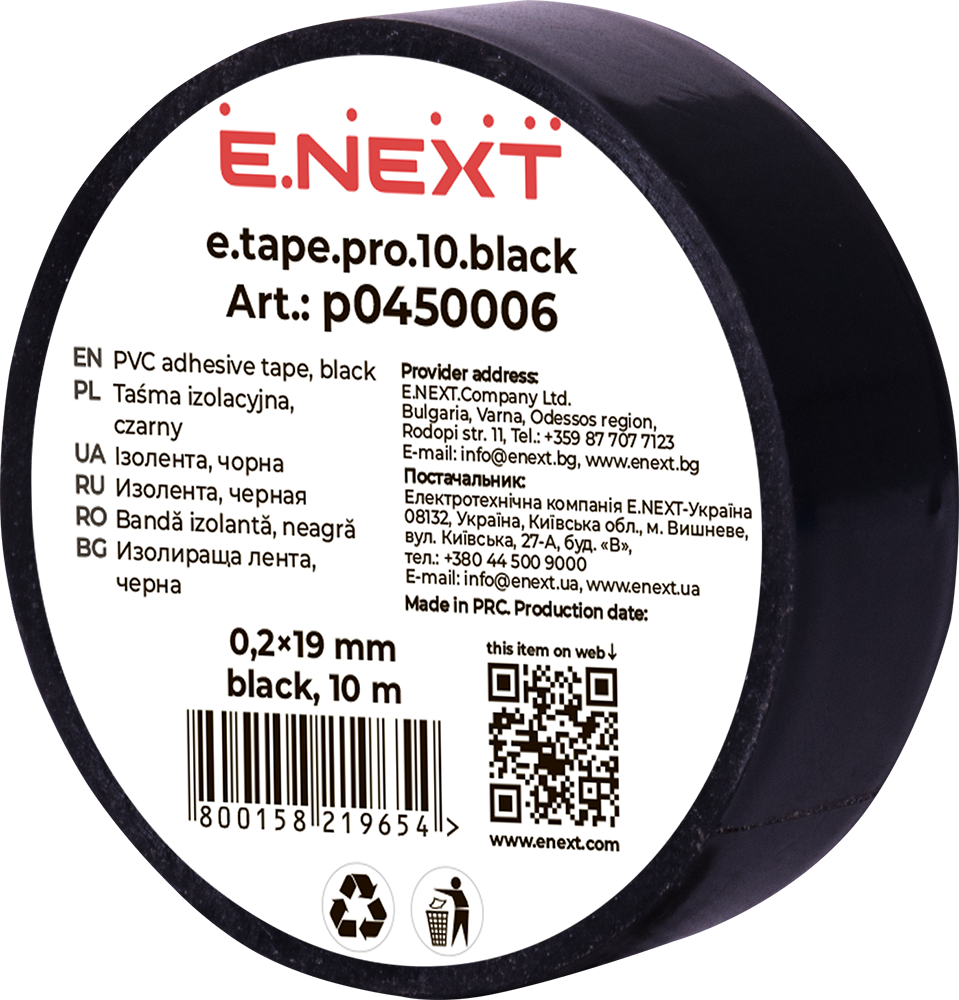 E.NEXT
e.tape.pro.10.black
Art.: p0450006
EN PVC adhesive tape, black
PL Taśma izolacyjna,
czarny
UA Ізолента, чорна
RU Изолента, черная
RO Bandă izolantă, neagră
BG Изолираща лента,
черна
Provider address:
E.NEXT.Company Ltd.
Bulgaria, Varna, Odessos region,
Rodopi str. 11, Tel.: +359 87 707 7123
E-mail: info@enext.bg, www.enext.bg
Постачальник:
Електротехнічна компанія E.NEXT-Україна
08132, Україна, Київська обл., м. Вишневе,
вул. Київська, 27-А, буд. «В»,
тел.: +380 44 500 9000
E-mail: info@enext.ua, www.enext.ua
Made in PRC. Production date:
0,2×19 mm
black, 10 m
800158 219654 >
this item on web↓
www.enext.com